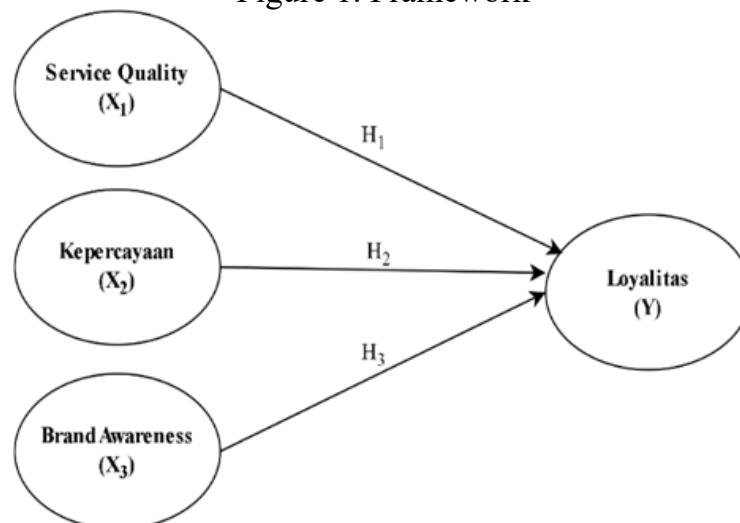 Figure 1. Framework
Service Quality
(X₁)
H₁
Kepercayaan
(X₂)
H₂
Loyalitas
(Y)
H₃
Brand Awareness
(X₃)